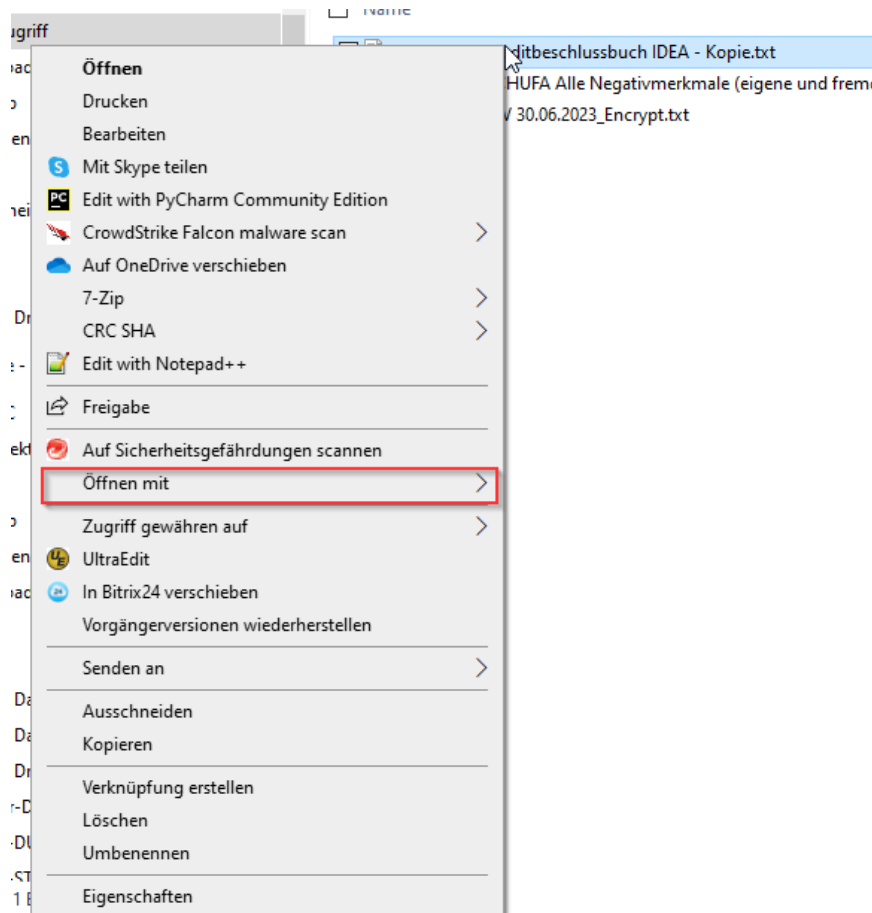 Name
ugriff
ditbeschlussbuch IDEA - Kopie.txt
HUFA Alle Negativmerkmale (eigene und frem
30.06.2023_Encrypt.txt
Öffnen
Drucken
Bearbeiten
Mit Skype teilen
Edit with PyCharm Community Edition
CrowdStrike Falcon malware scan
Auf OneDrive verschieben
7-Zip
CRC SHA
Edit with Notepad++
Freigabe
Auf Sicherheitsgefährdungen scannen
Öffnen mit
Zugriff gewähren auf
UltraEdit
In Bitrix24 verschieben
Vorgängerversionen wiederherstellen
Senden an
Ausschneiden
Kopieren
Verknüpfung erstellen
Löschen
Umbenennen
Eigenschaften